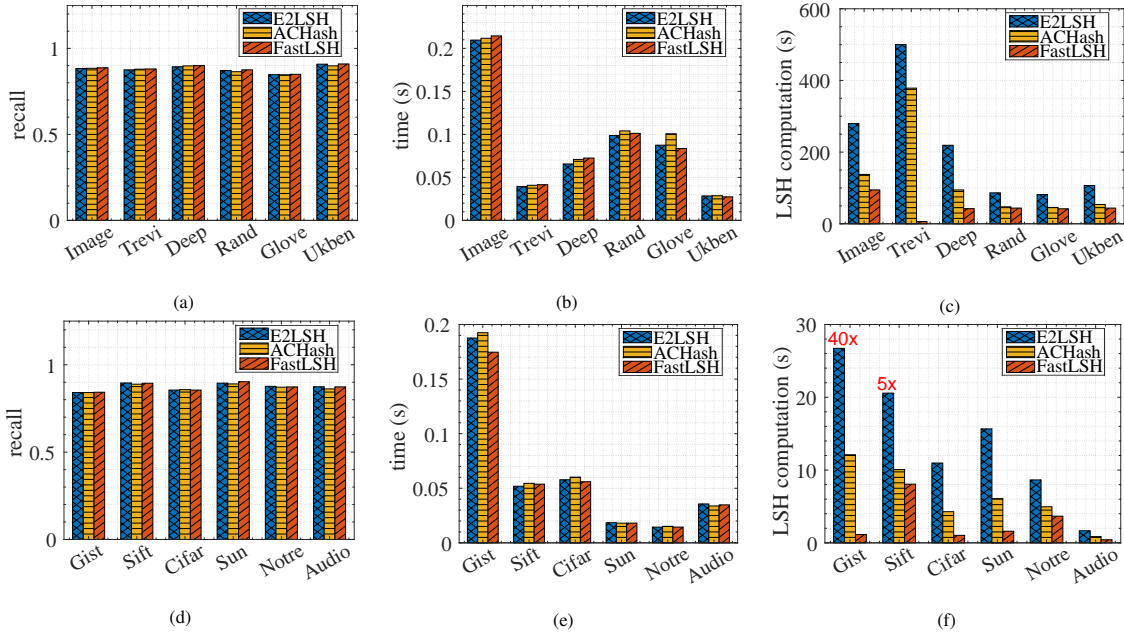 E2LSH
ACHash
FastLSH
1
0.5
0
recall
Image
Trevi
Deep
Rand
Glove
Ukben
(a)
E2LSH
ACHash
FastLSH
0.2
0.15
0.1
0.05
0
time (s)
Image
Trevi
Deep
Rand
Glove
Ukben
(b)
E2LSH
ACHash
FastLSH
600
400
200
0
LSH computation (s)
Image
Trevi
Deep
Rand
Glove
Ukben
(c)
E2LSH
ACHash
FastLSH
1
0.5
0
recall
Gist
Sift
Cifar
Sun
Notre
Audio
(d)
E2LSH
ACHash
FastLSH
0.2
0.15
0.1
0.05
0
time (s)
Gist
Sift
Cifar
Sun
Notre
Audio
(e)
E2LSH
ACHash
FastLSH
40x
5x
30
20
10
0
LSH computation (s)
Gist
Sift
Cifar
Sun
Notre
Audio
(f)